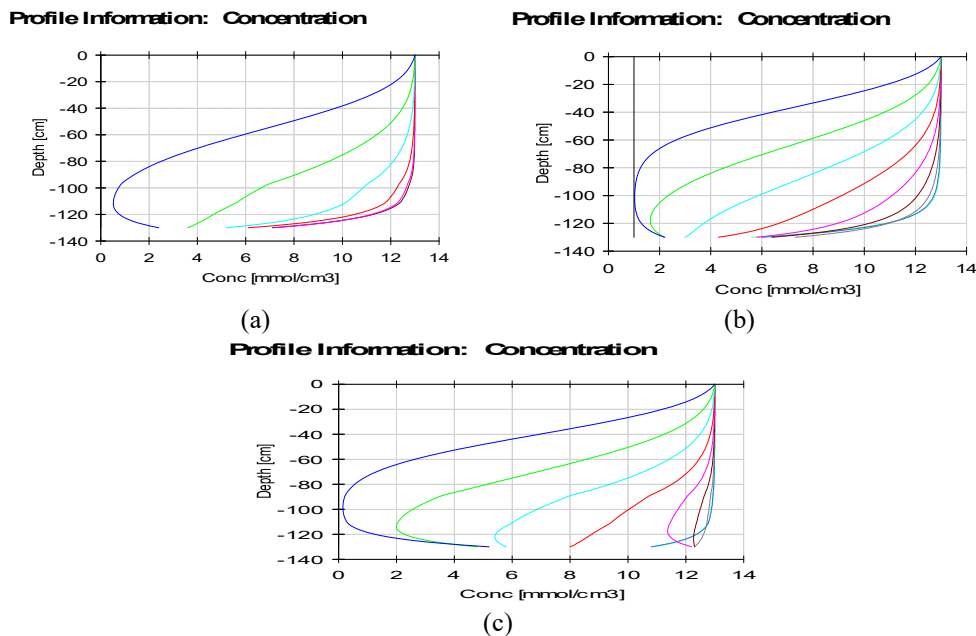 Profile Information: Concentration
0
-20
-40
-60
-80
-100
-120
-140
Depth [cm]
0 2 4 6 8 10 12 14
Conc [mmol/cm3]
(a)
Profile Information: Concentration
0
-20
-40
-60
-80
-100
-120
-140
Depth [cm]
0 2 4 6 8 10 12 14
Conc [mmol/cm3]
(b)
Profile Information: Concentration
0
-20
-40
-60
-80
-100
-120
-140
Depth [cm]
0 2 4 6 8 10 12 14
Conc [mmol/cm3]
(c)